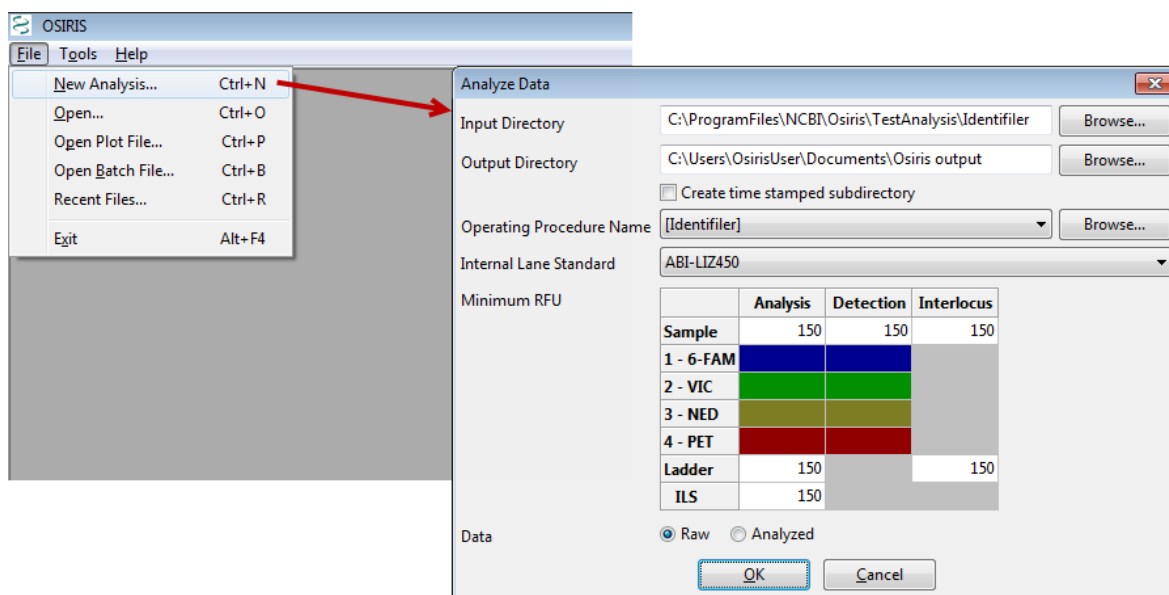 OSIRIS
File Tools Help
New Analysis... Ctrl+N
Open... Ctrl+O
Open Plot File... Ctrl+P
Open Batch File... Ctrl+B
Recent Files... Ctrl+R
Exit Alt+F4
Analyze Data
Input Directory C:\ProgramFiles\NCBI\Osiris\TestAnalysis\Identifiler Browse...
Output Directory C:\Users\OsirisUser\Documents\Osiris output Browse...
Create time stamped subdirectory
Operating Procedure Name [Identifiler] Browse...
Internal Lane Standard ABI-LIZ450
Minimum RFU Analysis Detection Interlocus
Sample 150 150 150
1 - 6-FAM
2 - VIC
3 - NED
4 - PET
Ladder 150 150
ILS 150
Data Raw Analyzed
OK Cancel